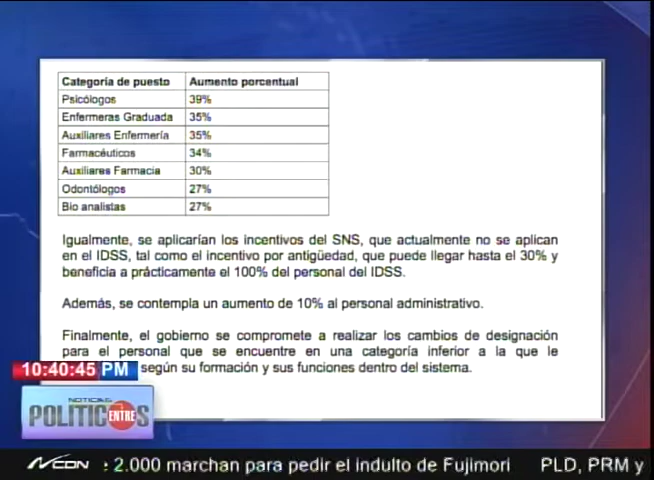 Categoría de puesto Aumento porcentual
Psicólogos 39%
Enfermeras Graduada 35%
Auxiliares Enfermería 35%
Farmacéuticos 34%
Auxiliares Farmacia 30%
Odontólogos 27%
Bio analistas 27%
Igualmente, se aplicarían los incentivos del SNS, que actualmente no se aplican
en el IDSS, tal como el incentivo por antigüedad, que puede llegar hasta el 30% y
beneficia a prácticamente el 100% del personal del IDSS.
Además, se contempla un aumento de 10% al personal administrativo.
Finalmente, el gobierno se compromete a realizar los cambios de designación
para el personal que se encuentre en una categoría inferior a la que le
según su formación y sus funciones dentro del sistema.
10:40:45 PM
NOTICIAS
ENTRE
POLITICOS
CDN : 2.000 marchan para pedir el indulto de Fujimori PLD, PRM y